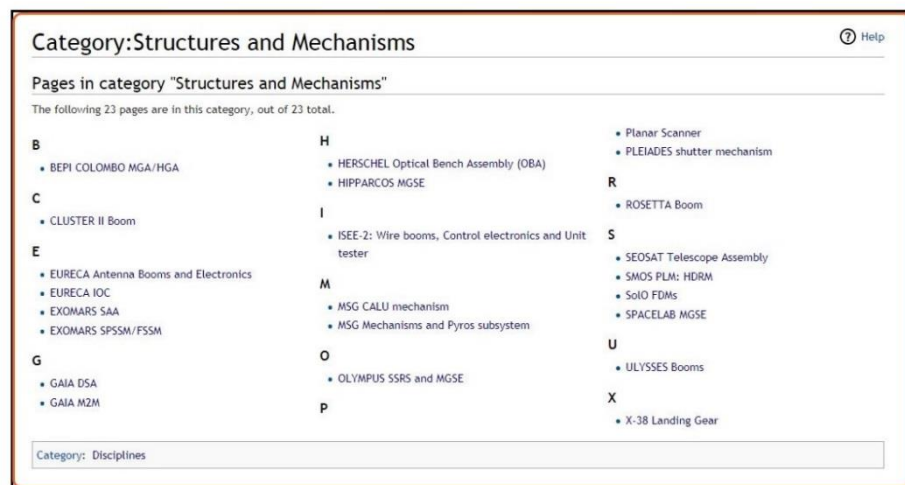 Category:Structures and Mechanisms
Help
Pages in category "Structures and Mechanisms"
The following 23 pages are in this category, out of 23 total.
B
BEPI COLOMBO MGA/HGA
C
CLUSTER II Boom
E
EURECA Antenna Booms and Electronics
EURECA IOC
EXOMARS SAA
EXOMARS SPSSM/FSSM
G
GAIA DSA
GAIA M2M
H
HERSCHEL Optical Bench Assembly (OBA)
HIPPARCOS MGSE
I
ISEE-2: Wire booms, Control electronics and Unit
tester
M
MSG CALU mechanism
MSG Mechanisms and Pyros subsystem
O
OLYMPUS SSRS and MGSE
P
Planar Scanner
PLEIADES shutter mechanism
R
ROSETTA Boom
S
SEOSAT Telescope Assembly
SMOS PLM: HDRM
SolO FDMs
SPACELAB MGSE
U
ULYSSES Booms
X
X-38 Landing Gear
Category: Disciplines